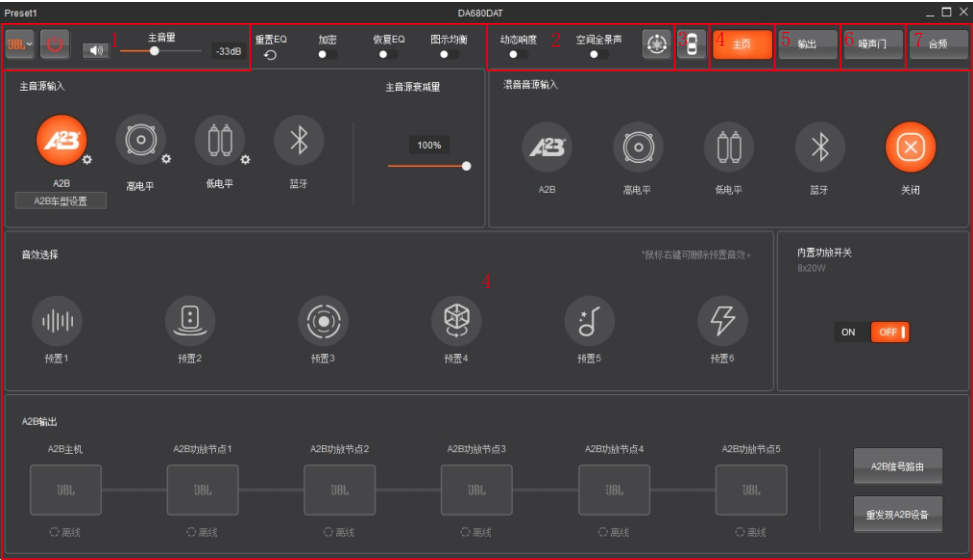 Preset1
DA680DAT
JBL
1
主音量
-33dB
重置EQ
加密
恢复EQ
图示均衡
动态响度
2
空间全景声
3
4
主页
5
输出
6
噪声门
7
合频
主音源输入
主音源衰减量
A2B
A2B
高电平
低电平
蓝牙
A2B车型设置
100%
混音音源输入
A2B
A2B
高电平
低电平
蓝牙
关闭
音效选择
*鼠标右键可删除预置音效。
4
预置1
预置2
预置3
预置4
预置5
预置6
内置功放开关
8x20W
ON
OFF
A2B输出
A2B主机
A2B功放节点1
A2B功放节点2
A2B功放节点3
A2B功放节点4
A2B功放节点5
JBL
JBL
JBL
JBL
JBL
JBL
离线
离线
离线
离线
离线
离线
A2B信号路由
重发现A2B设备